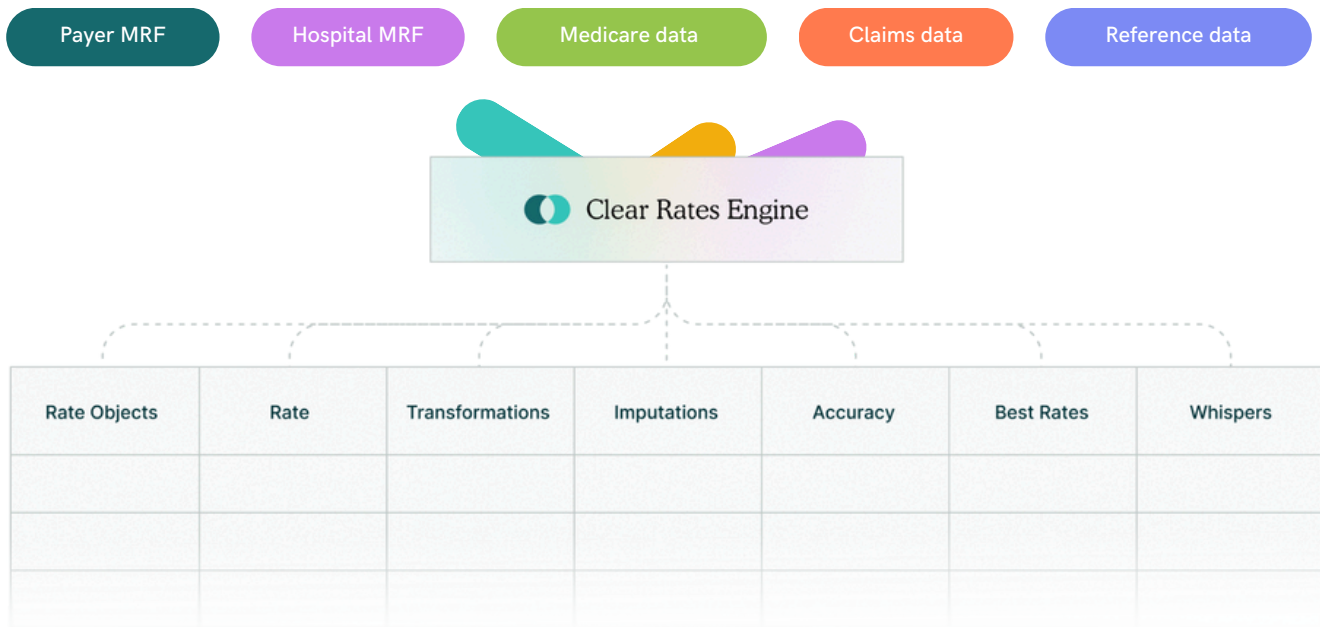 Payer MRF
Hospital MRF
Medicare data
Claims data
Reference data
Clear Rates Engine
Rate Objects
Rate
Transformations
Imputations
Accuracy
Best Rates
Whispers